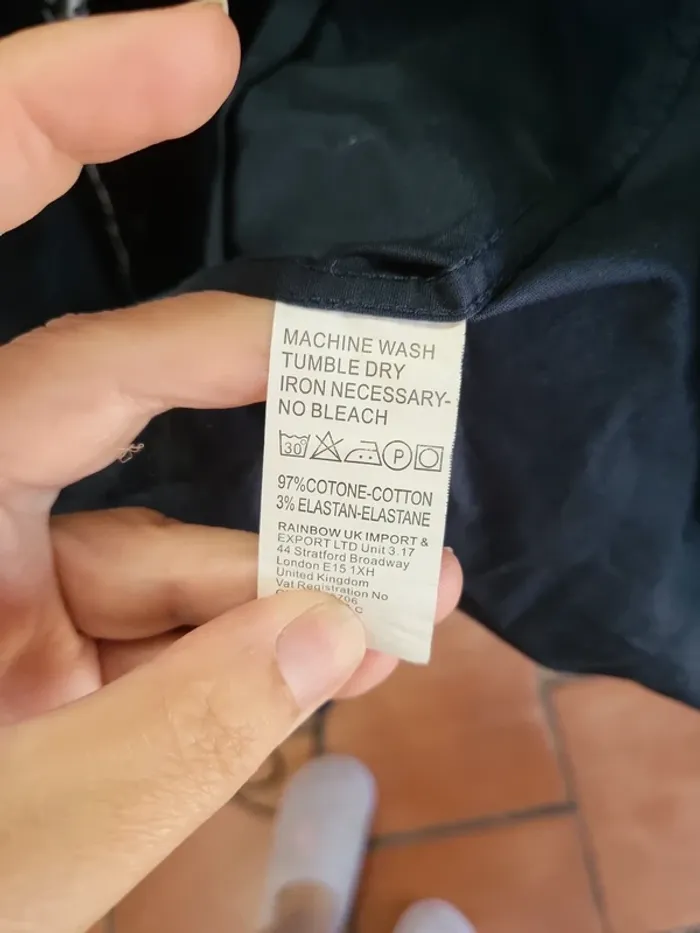 MACHINE WASH
TUMBLE DRY
IRON NECESSARY-
NO BLEACH
30° P
97%COTONE-COTTON
3% ELASTAN-ELASTANE
RAINBOW UK IMPORT &
EXPORT LTD Unit 3.17
44 Stratford Broadway
London E15 1XH
United Kingdom
Vat Registration No